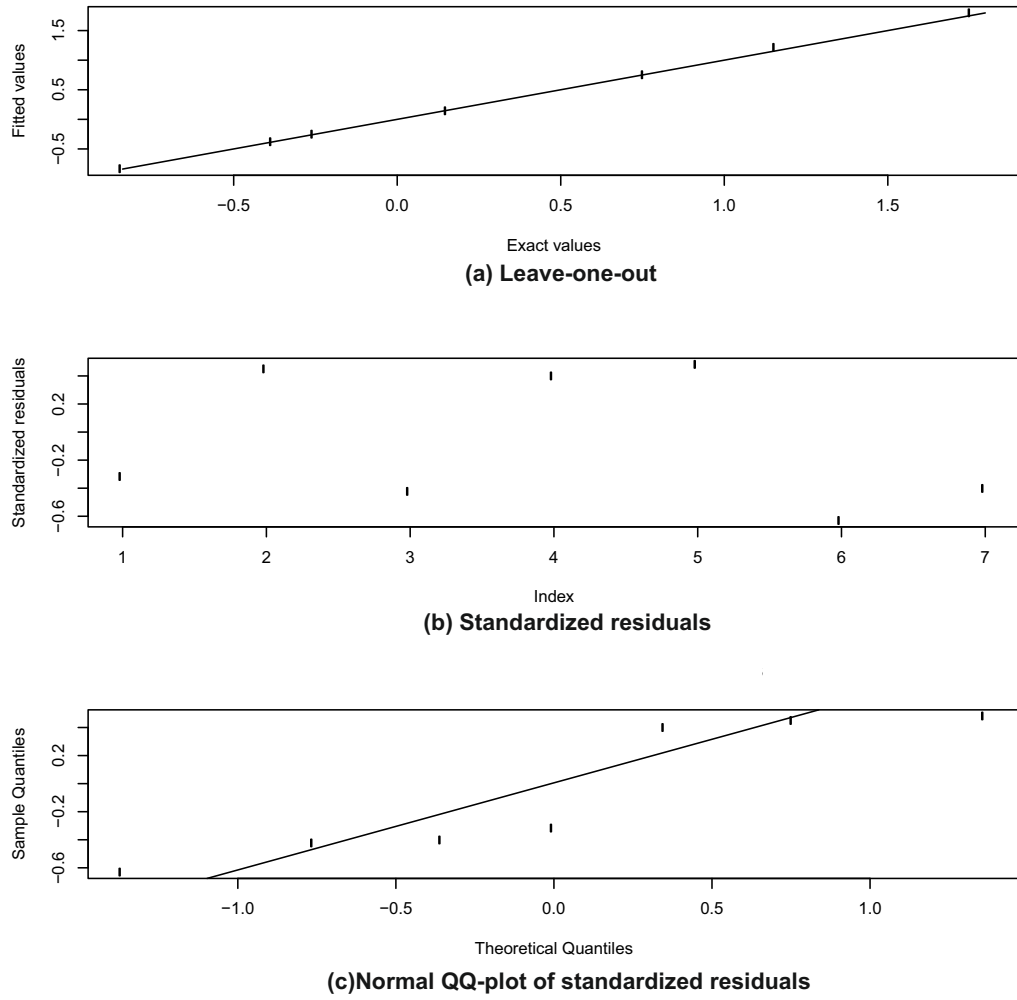 Fitted values
1.5
0.5
−0.5
−0.5 0.0 0.5 1.0 1.5
Exact values
(a) Leave-one-out
Standardized residuals
0.2
−0.2
−0.6
1 2 3 4 5 6 7
Index
(b) Standardized residuals
Sample Quantiles
0.2
−0.2
−0.6
−1.0 −0.5 0.0 0.5 1.0
Theoretical Quantiles
(c)Normal QQ-plot of standardized residuals